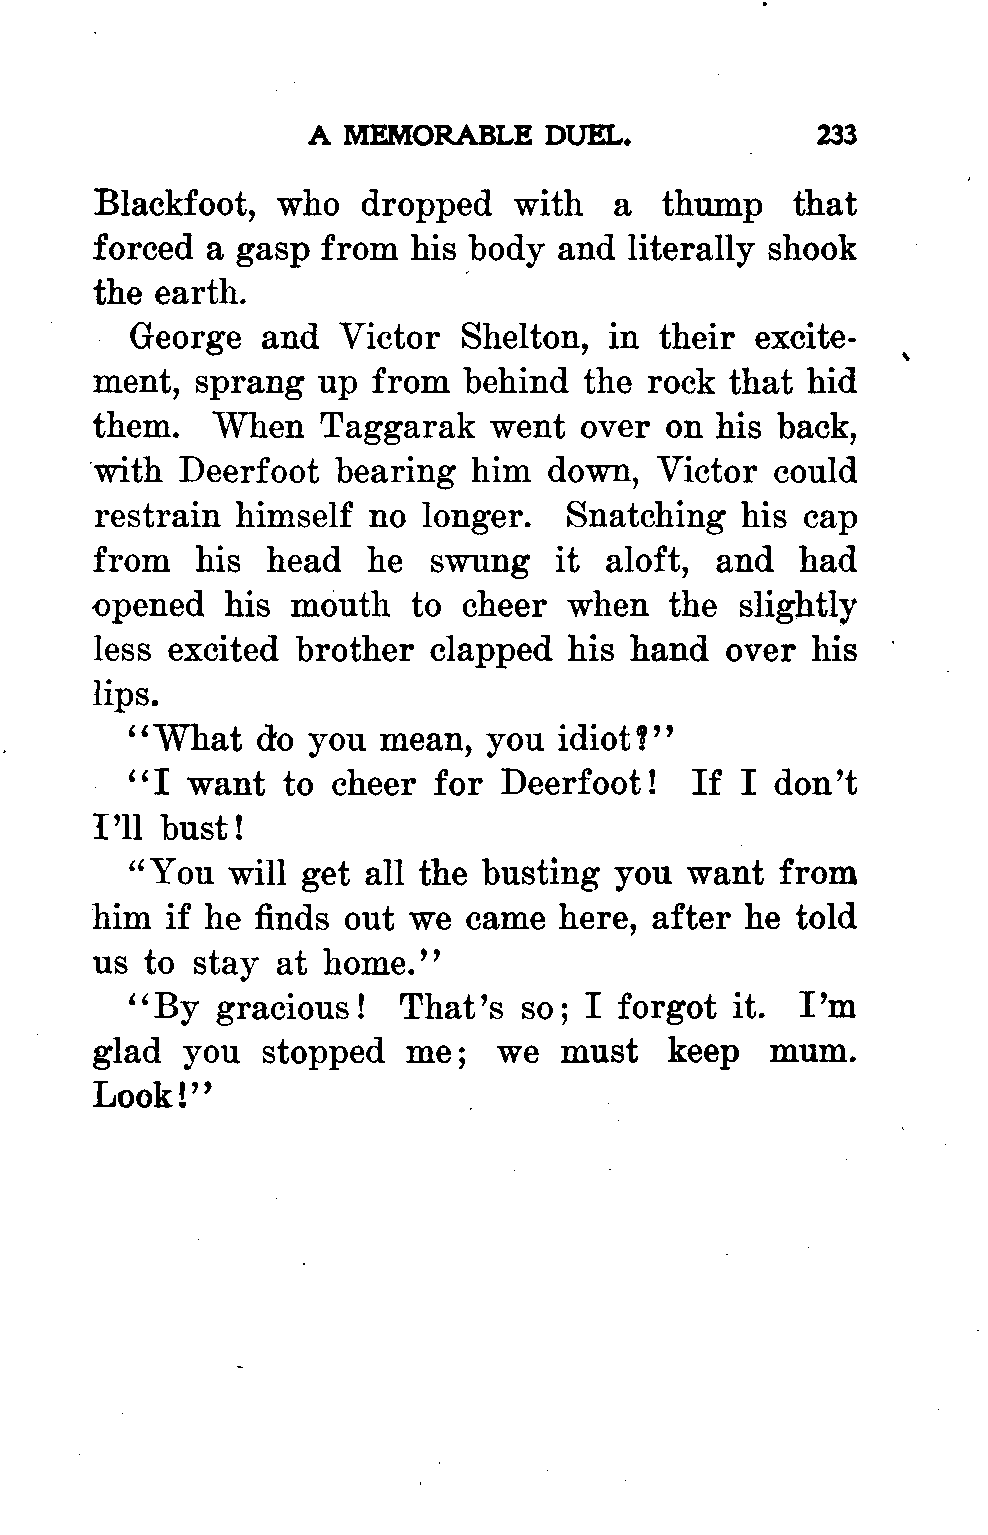 A MEMORABLE DUEL. 233
Blackfoot, who dropped with a thump that
forced a gasp from his body and literally shook
the earth.
George and Victor Shelton, in their excite-
ment, sprang up from behind the rock that hid
them. When Taggarak went over on his back,
with Deerfoot bearing him down, Victor could
restrain himself no longer. Snatching his cap
from his head he swung it aloft, and had
opened his mouth to cheer when the slightly
less excited brother clapped his hand over his
lips.
“What do you mean, you idiot?”
“I want to cheer for Deerfoot! If I don’t
I’ll bust!
“You will get all the busting you want from
him if he finds out we came here, after he told
us to stay at home.”
“By gracious! That’s so; I forgot it. I’m
glad you stopped me; we must keep mum.
Look!”